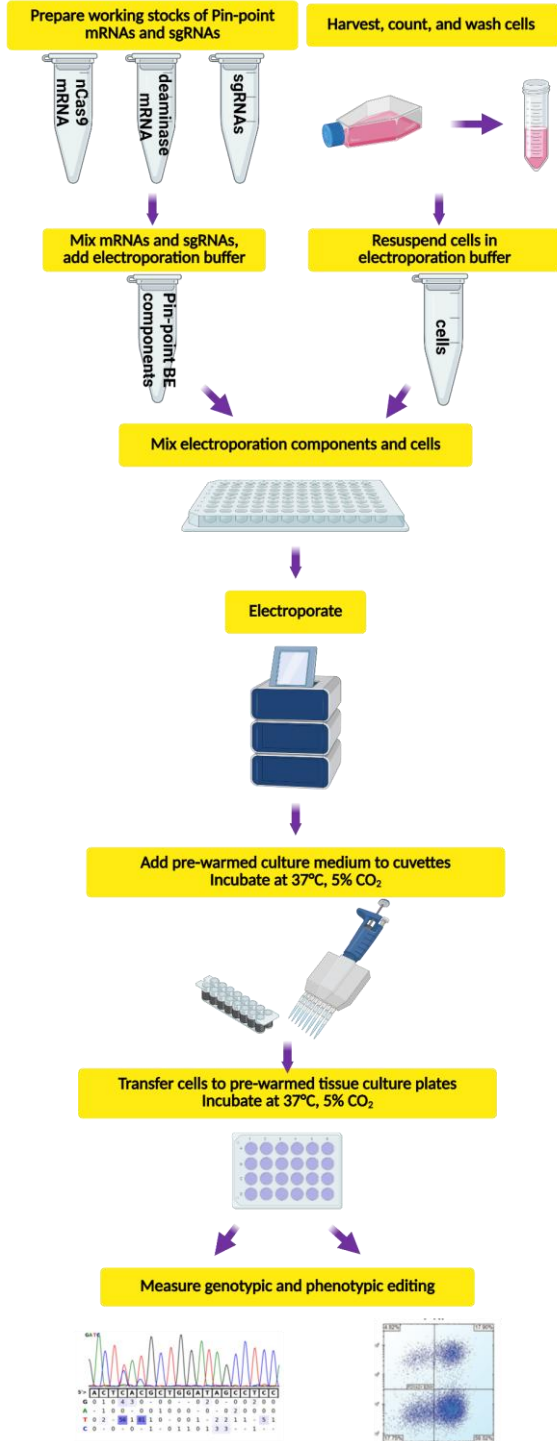 Prepare working stocks of Pin-point
mRNAs and sgRNAs
Harvest, count, and wash cells
nCas9
mRNA
deaminase
mRNA
sgRNAs
Mix mRNAs and sgRNAs,
add electroporation buffer
Resuspend cells in
electroporation buffer
Pin-point BE
components
cells
Mix electroporation components and cells
Electroporate
Add pre-warmed culture medium to cuvettes
Incubate at 37°C, 5% CO₂
Transfer cells to pre-warmed tissue culture plates
Incubate at 37°C, 5% CO₂
Measure genotypic and phenotypic editing
5' A C T C A C G C T G G A T A G C C T C C
G
A
T
C